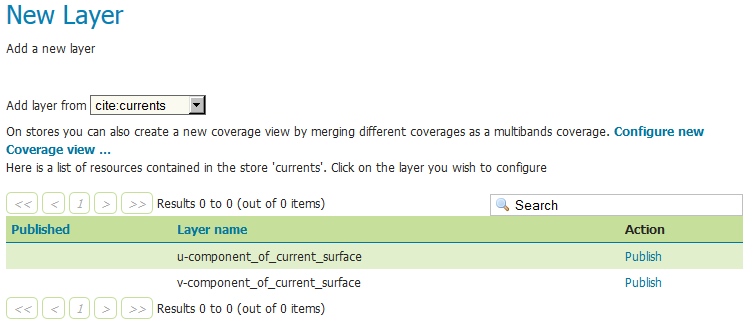 New Layer
Add a new layer
Add layer from cite:currents
On stores you can also create a new coverage view by merging different coverages as a multibands coverage. Configure new
Coverage view ...
Here is a list of resources contained in the store 'currents'. Click on the layer you wish to configure
<< < 1 > >> Results 0 to 0 (out of 0 items) Search
Published Layer name Action
u-component_of_current_surface Publish
v-component_of_current_surface Publish
<< < 1 > >> Results 0 to 0 (out of 0 items)